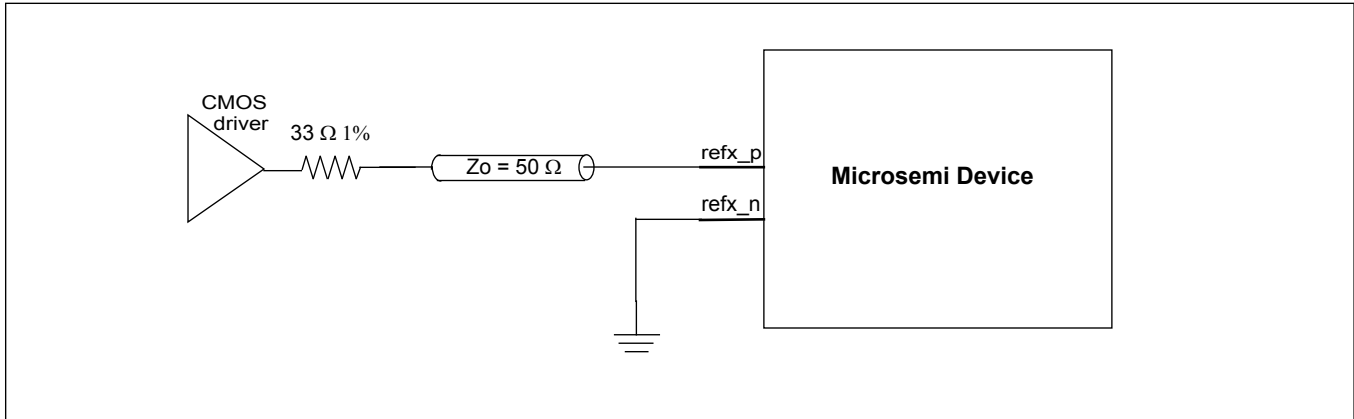 CMOS
driver
33 Ω 1%
Zo = 50 Ω
refx_p
refx_n
Microsemi Device